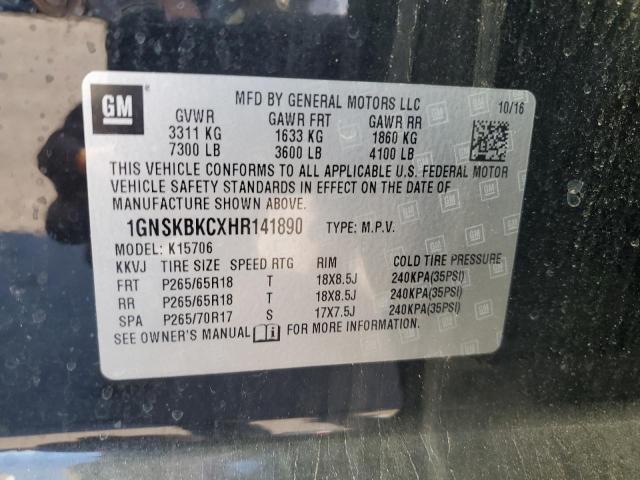 GM
MFD BY GENERAL MOTORS LLC 10/16
GVWR GAWR FRT GAWR RR
3311 KG 1633 KG 1860 KG
7300 LB 3600 LB 4100 LB
THIS VEHICLE CONFORMS TO ALL APPLICABLE U.S. FEDERAL MOTOR
VEHICLE SAFETY STANDARDS IN EFFECT ON THE DATE OF
MANUFACTURE SHOWN ABOVE.
1GNSKBKCXHR141890 TYPE: M.P.V.
MODEL: K15706
KKVJ TIRE SIZE SPEED RTG RIM COLD TIRE PRESSURE
FRT P265/65R18 T 18X8.5J 240KPA(35PSI)
RR P265/65R18 T 18X8.5J 240KPA(35PSI)
SPA P265/70R17 S 17X7.5J 240KPA(35PSI)
SEE OWNER'S MANUAL FOR MORE INFORMATION.